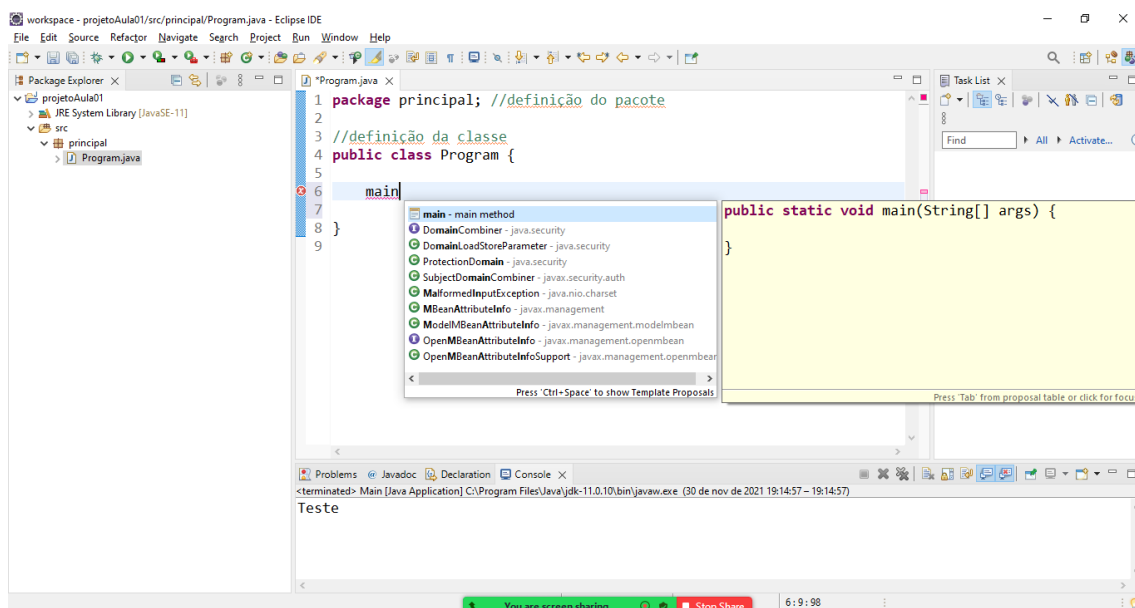 workspace - projetoAula01/src/principal/Program.java - Eclipse IDE
File Edit Source Refactor Navigate Search Project Run Window Help
Package Explorer
projetoAula01
JRE System Library [JavaSE-11]
src
principal
Program.java
*Program.java
1 package principal; //definição do pacote
2
3 //definição da classe
4 public class Program {
5
6 main
7
8 }
9
main - main method
DomainCombiner - java.security
DomainLoadStoreParameter - java.security
ProtectionDomain - java.security
SubjectDomainCombiner - javax.security.auth
MalformedInputException - java.nio.charset
MBeanAttributeInfo - javax.management
ModelMBeanAttributeInfo - javax.management.modelmbean
OpenMBeanAttributeInfo - javax.management.openmbean
OpenMBeanAttributeInfoSupport - javax.management.openmbean
Press 'Ctrl+Space' to show Template Proposals
public static void main(String[] args) {
}
Press 'Tab' from proposal table or click for focu
Task List
Find All Activate...
Problems @ Javadoc Declaration Console
<terminated> Main [Java Application] C:\Program Files\Java\jdk-11.0.10\bin\javaw.exe (30 de nov de 2021 19:14:57 – 19:14:57)
Teste
You are screen sharing Stop Share 6:9:98